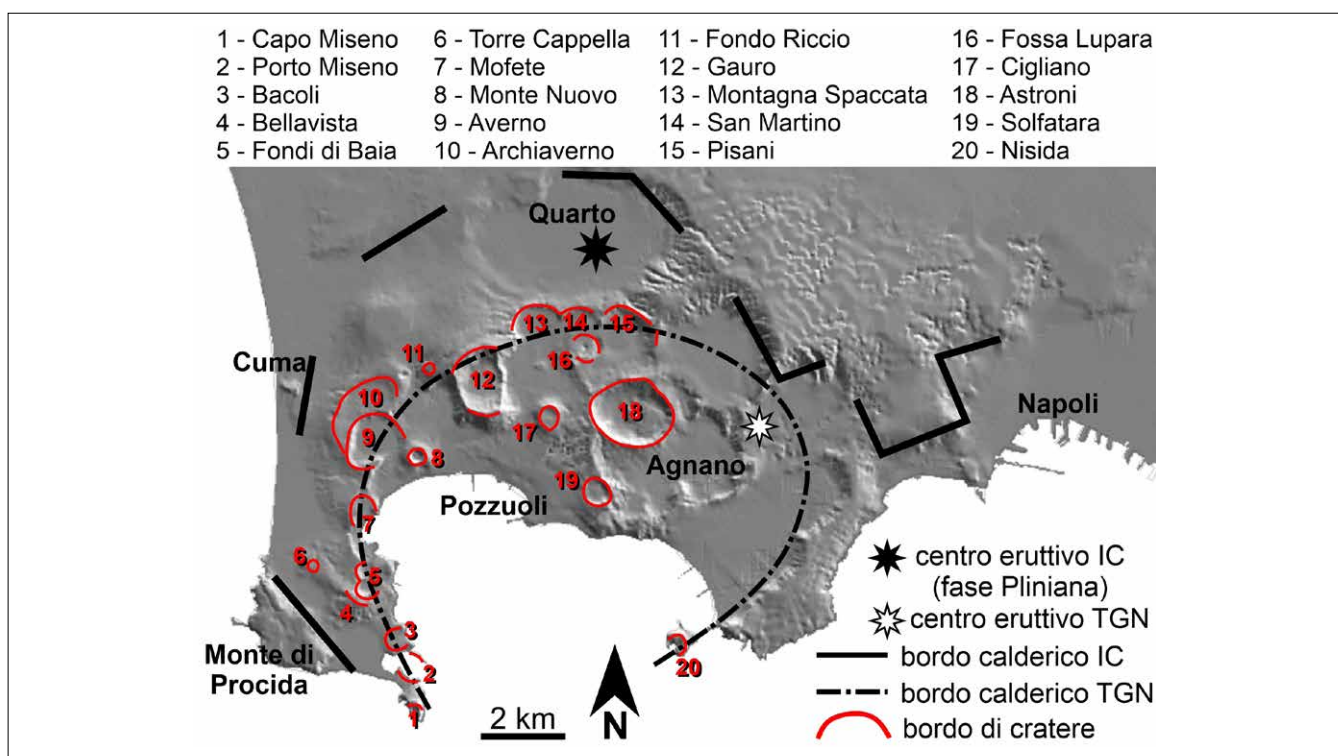 1 - Capo Miseno 6 - Torre Cappella 11 - Fondo Riccio 16 - Fossa Lupara
2 - Porto Miseno 7 - Mofete 12 - Gauro 17 - Cigliano
3 - Bacoli 8 - Monte Nuovo 13 - Montagna Spaccata 18 - Astroni
4 - Bellavista 9 - Averno 14 - San Martino 19 - Solfatara
5 - Fondi di Baia 10 - Archiaverno 15 - Pisani 20 - Nisida
Quarto
13 14 15
Cuma
11
16
12
10
18
Napoli
17
9
8
Agnano
19
Pozzuoli
7
6
5
4
3
Monte di
Procida
2
1
20
2 km
N
centro eruttivo IC
(fase Pliniana)
centro eruttivo TGN
bordo calderico IC
bordo calderico TGN
bordo di cratere